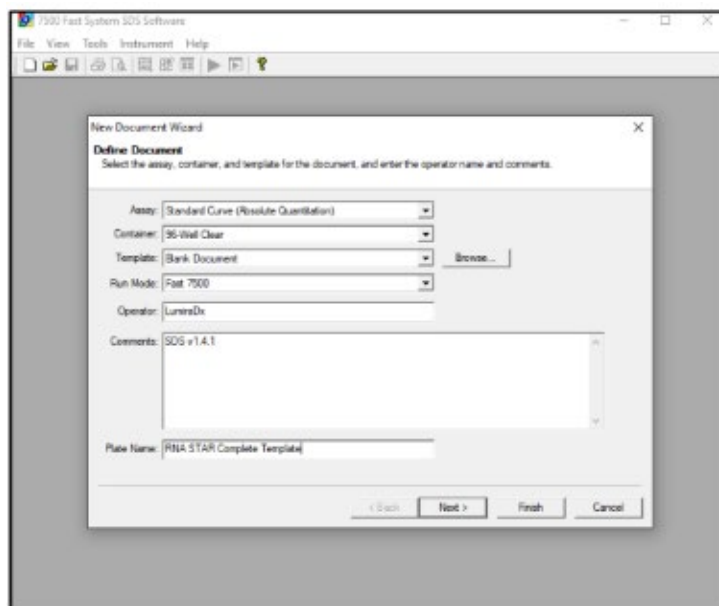 7500 Fast System SDS Software
File View Tools Instrument Help
New Document Wizard
Define Document
Select the assay, container, and template for the document, and enter the operator name and comments.
Assay: Standard Curve (Absolute Quantitation)
Container: 96-Well Clear
Template: Blank Document Browse...
Run Mode: Fast 7500
Operator: LumiraDx
Comments: SDS v1.4.1
Plate Name: RNA STAR Complete Template
< Back Next > Finish Cancel